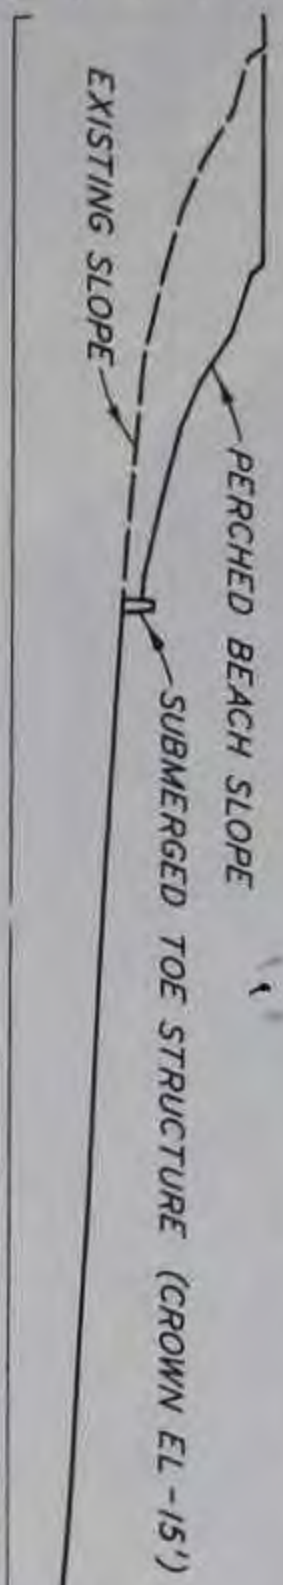 PERCHED BEACH SLOPE
SUBMERGED TOE STRUCTURE (CROWN EL -15')
EXISTING SLOPE